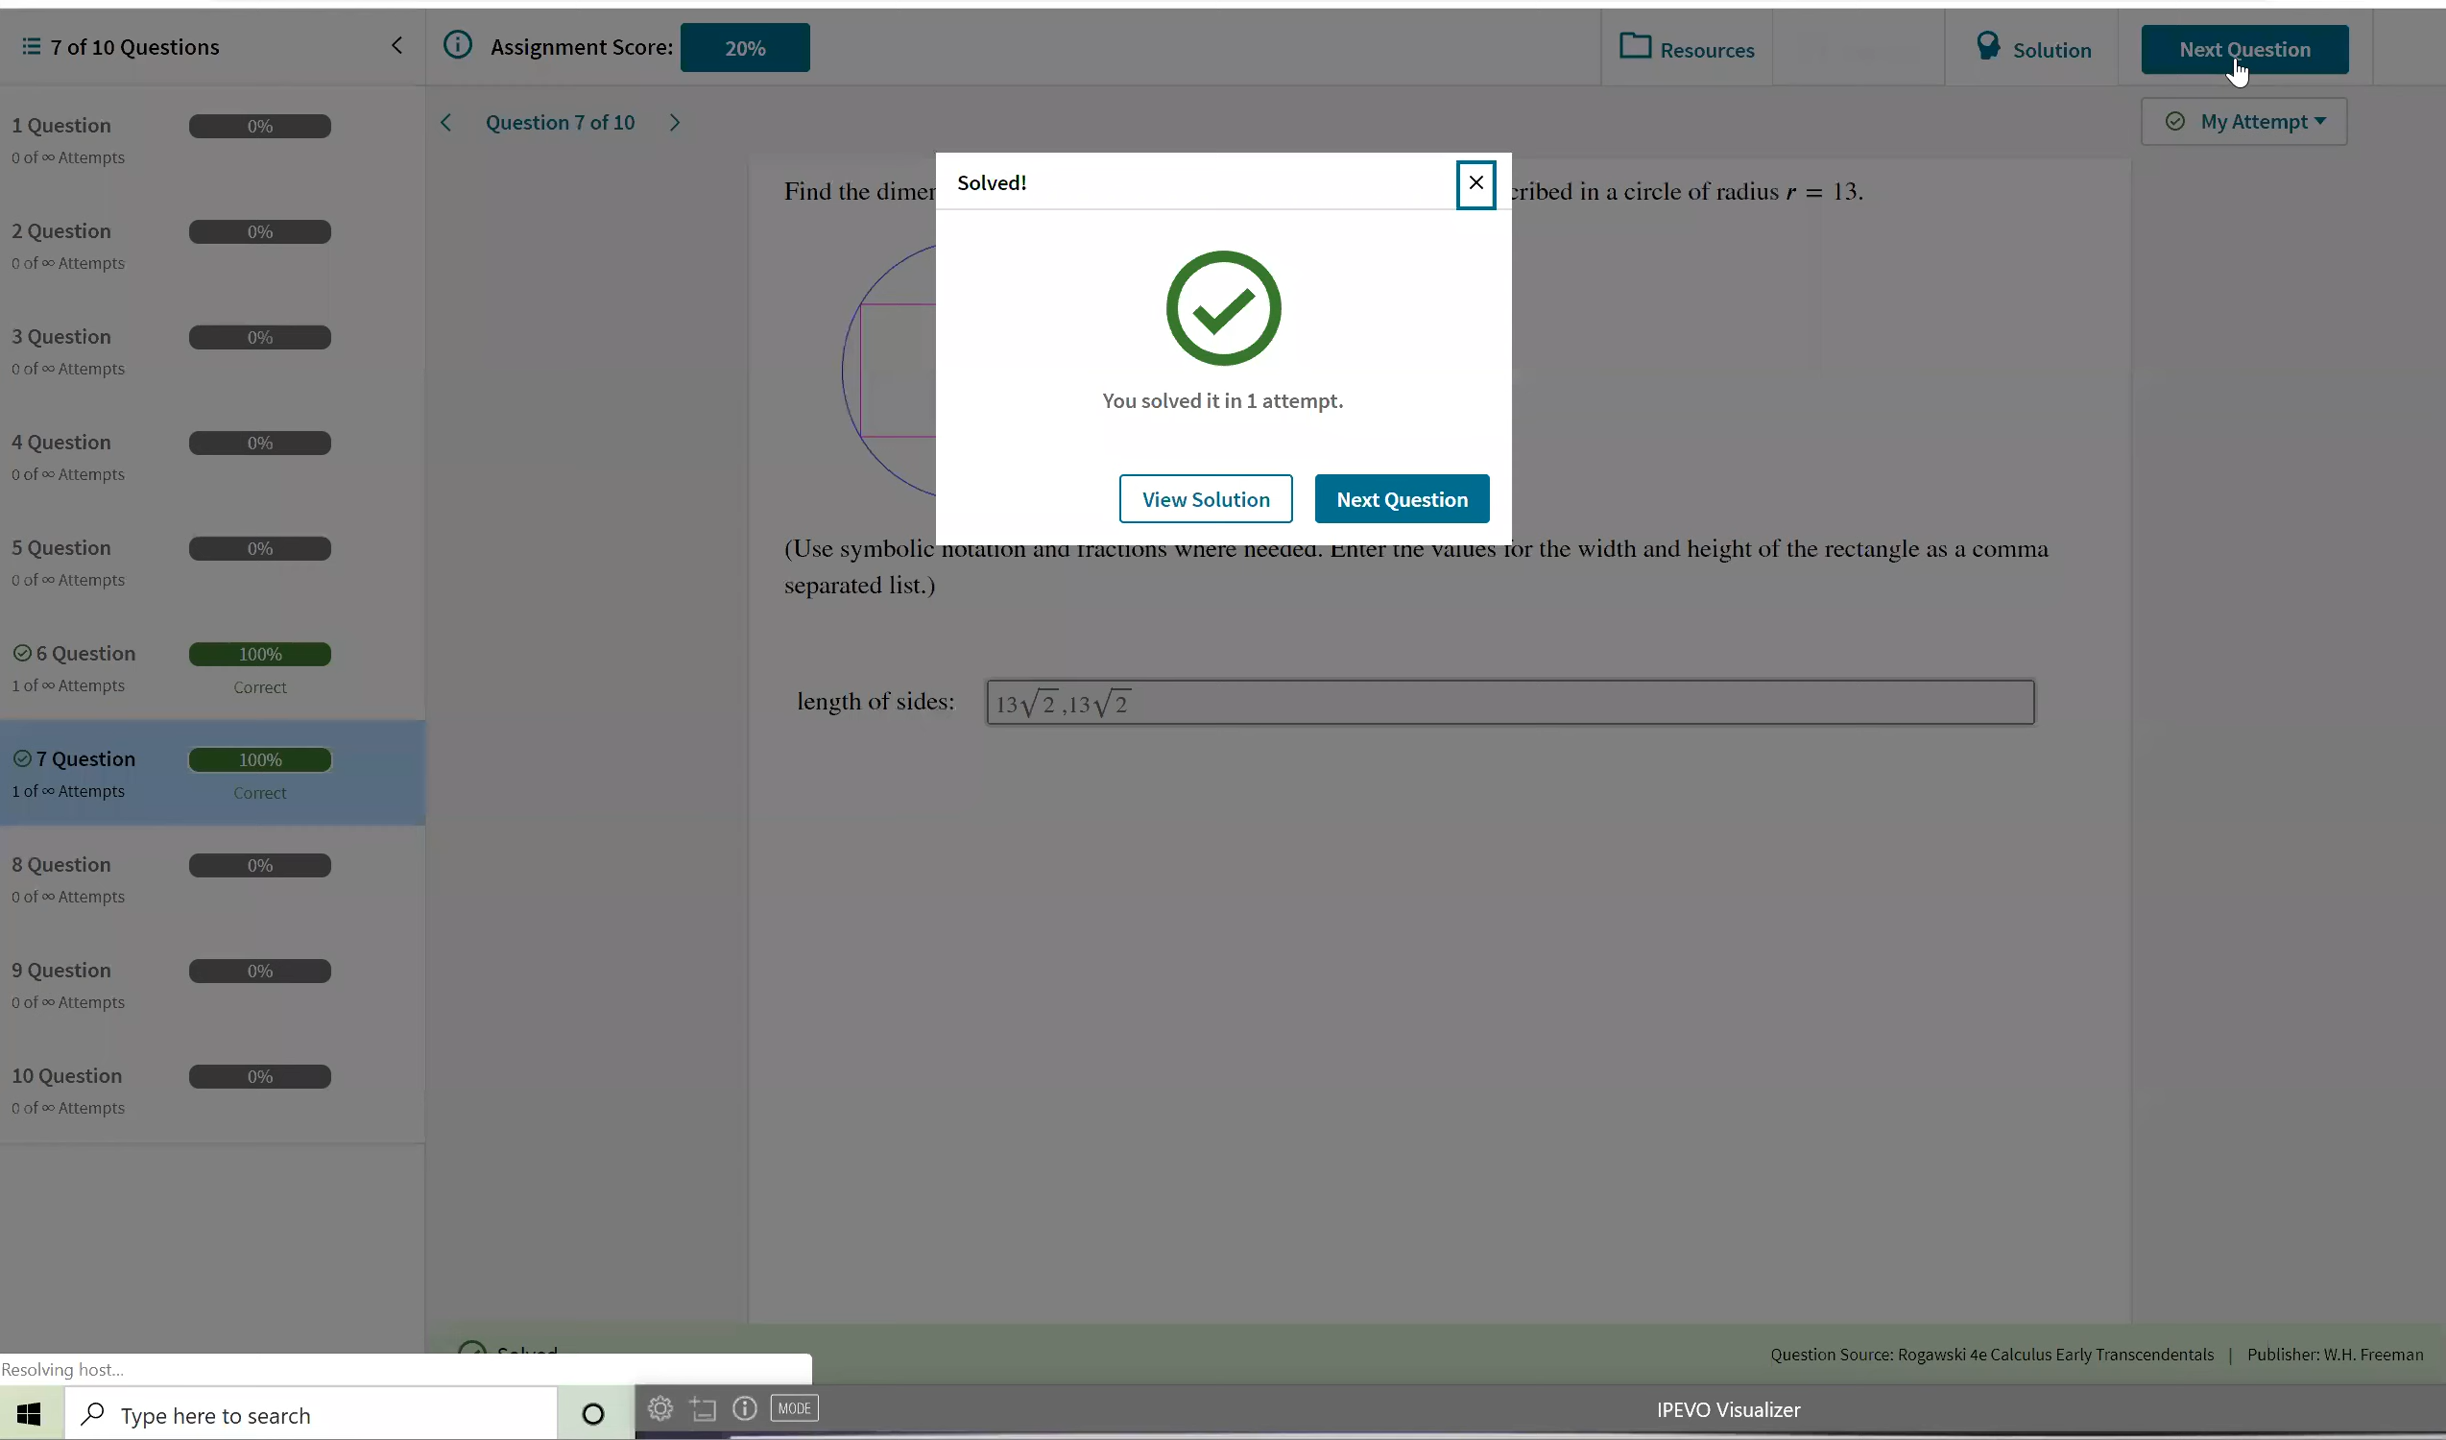 7 of 10 Questions
Assignment Score: 20%
Resources
Solution
Next Question
1 Question 0%
0 of ∞ Attempts
2 Question 0%
0 of ∞ Attempts
3 Question 0%
0 of ∞ Attempts
4 Question 0%
0 of ∞ Attempts
5 Question 0%
0 of ∞ Attempts
6 Question 100%
1 of ∞ Attempts Correct
7 Question 100%
1 of ∞ Attempts Correct
8 Question 0%
0 of ∞ Attempts
9 Question 0%
0 of ∞ Attempts
10 Question 0%
0 of ∞ Attempts
Question 7 of 10
My Attempt
Find the cribed in a circle of radius r = 13.
Solved!
You solved it in 1 attempt.
View Solution
Next Question
(Use symbolic notation and fractions where needed. Enter the values for the width and height of the rectangle as a comma
separated list.)
length of sides: 13√2 ,13√2
Solved
Question Source: Rogawski 4e Calculus Early Transcendentals | Publisher: W.H. Freeman
Resolving host...
Type here to search
MODE
IPEVO Visualizer